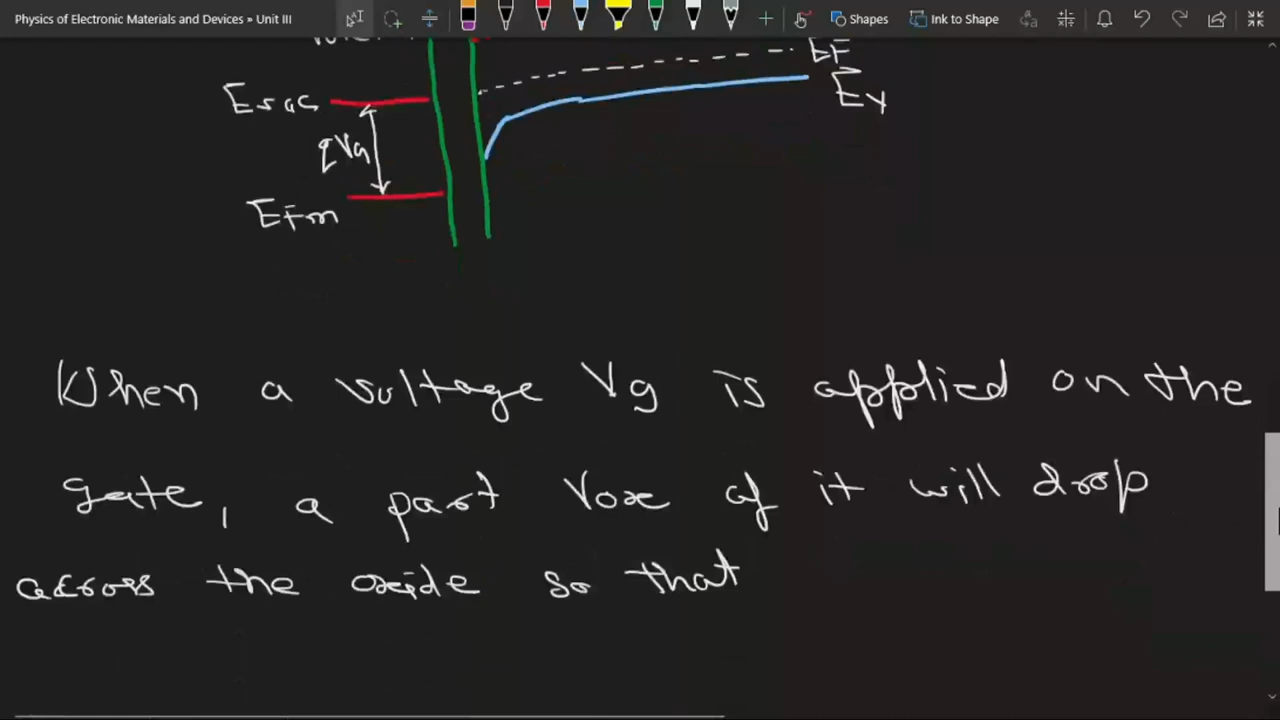 Physics of Electronic Materials and Devices » Unit III
Shapes
Ink to Shape
EF
Ev
qVg
EFm
When a voltage Vg is applied on the
gate, a part Vox of it will drop
across the oxide so that